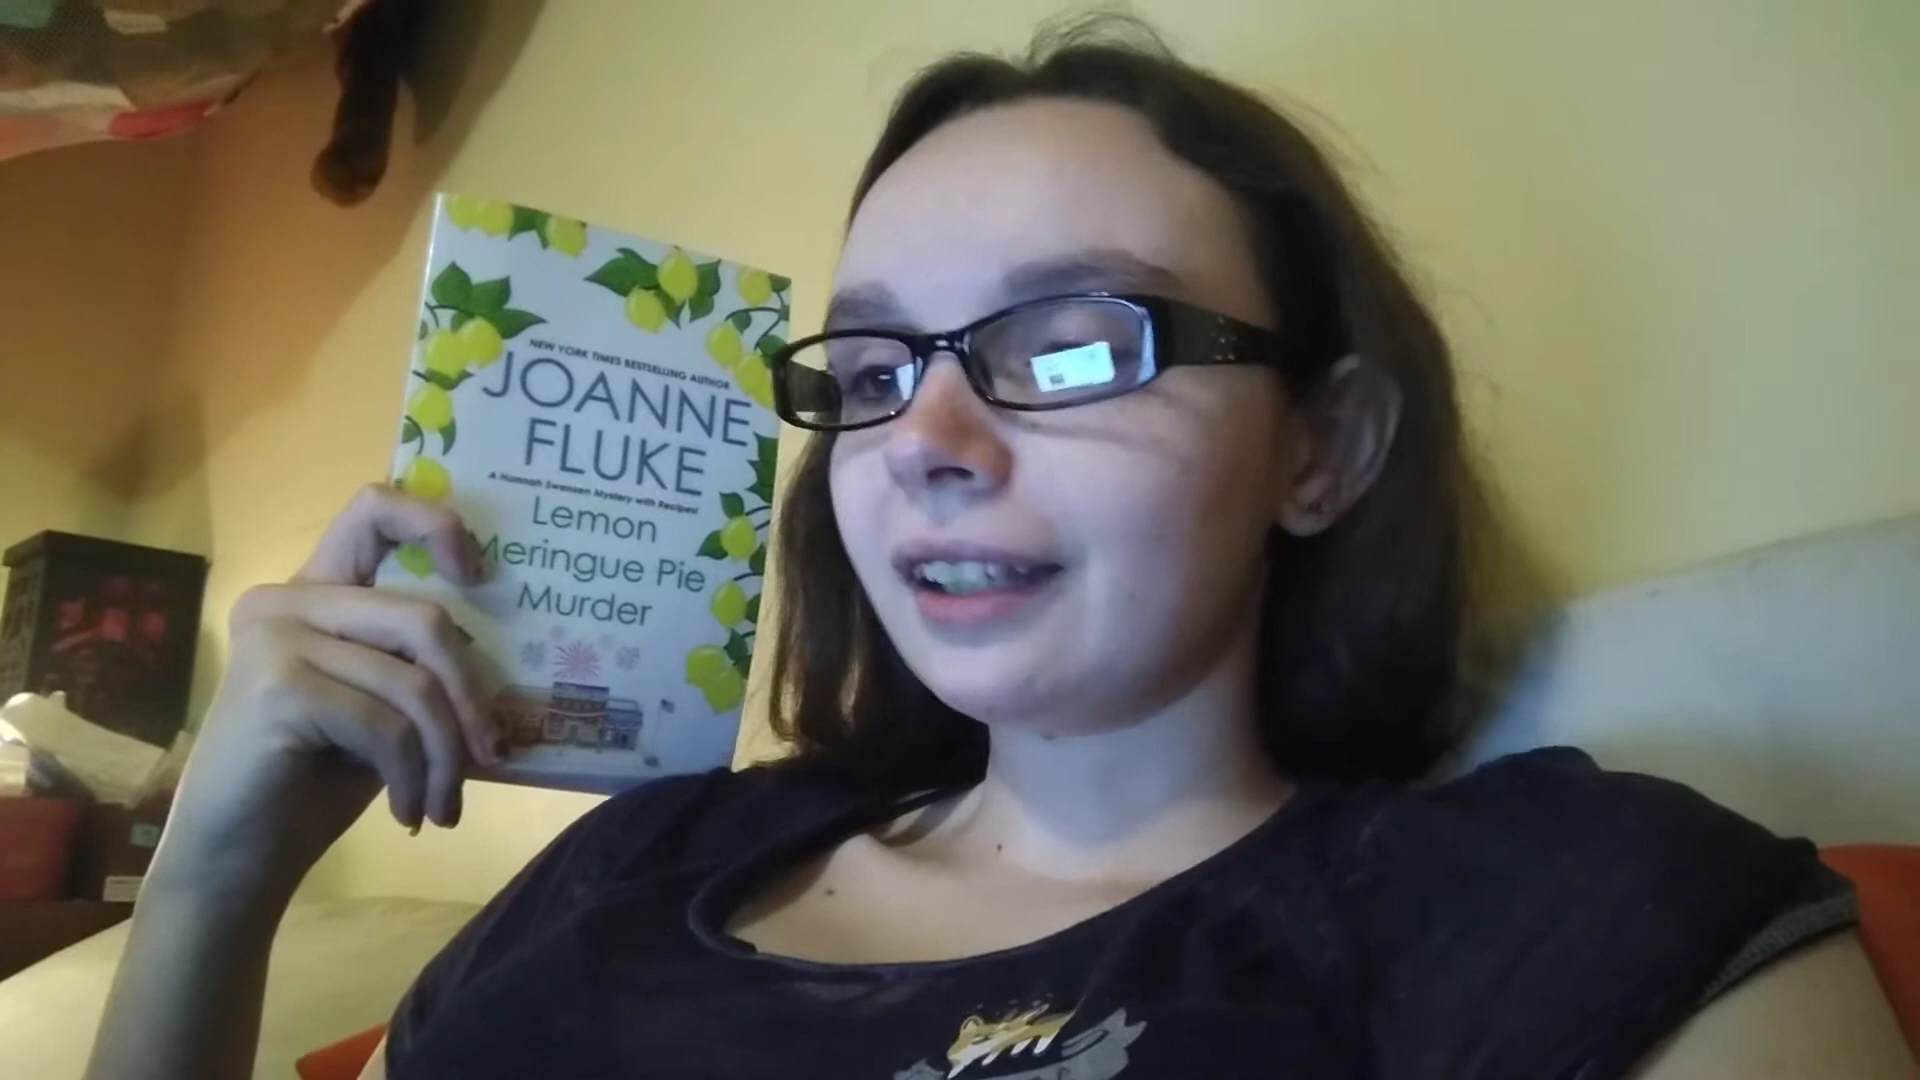 NEW YORK TIMES BESTSELLING AUTHOR
JOANNE
FLUKE
A Hannah Swensen Mystery with Recipes!
Lemon
Meringue Pie
Murder